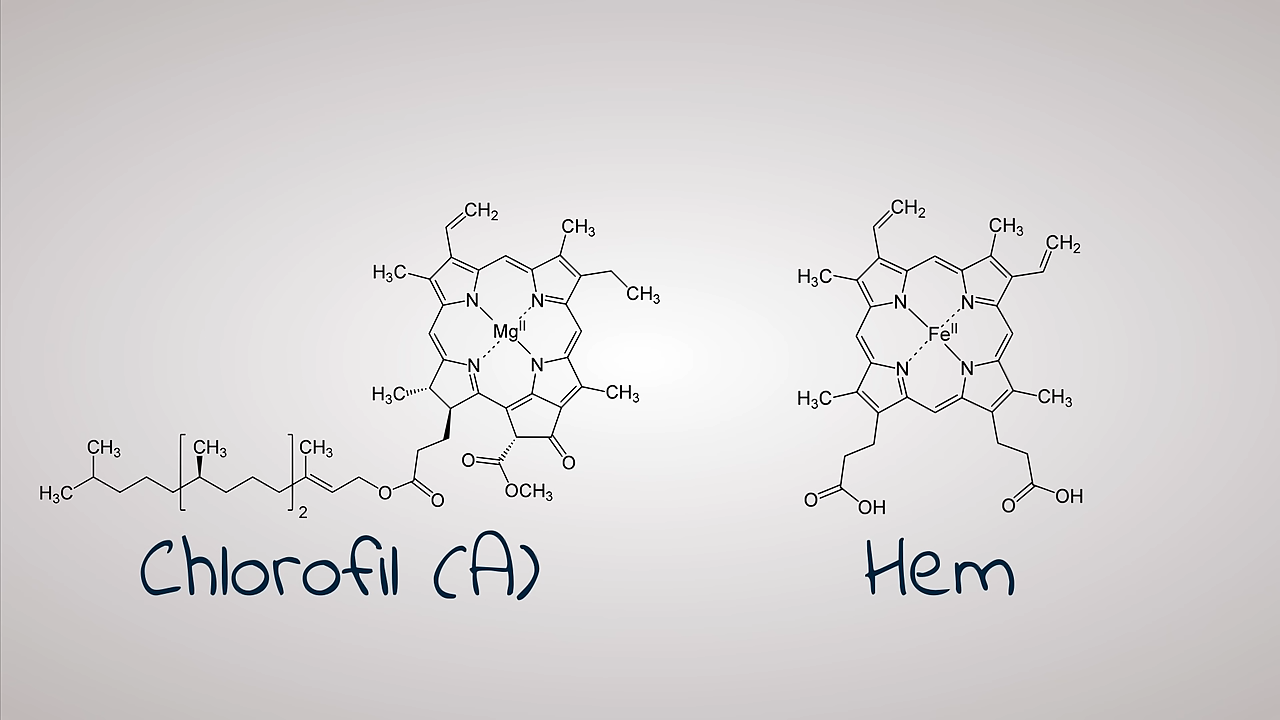 CH₂
CH₃
H₃C
CH₃
N
N
Mg^II
N
N
H₃C
CH₃
CH₃
CH₃
CH₃
O
O
H₃C
O
O
OCH₃
2
Chlorofil (A)
CH₂
CH₃
CH₂
H₃C
N
N
Fe^II
N
N
H₃C
CH₃
O
OH
O
OH
Hem